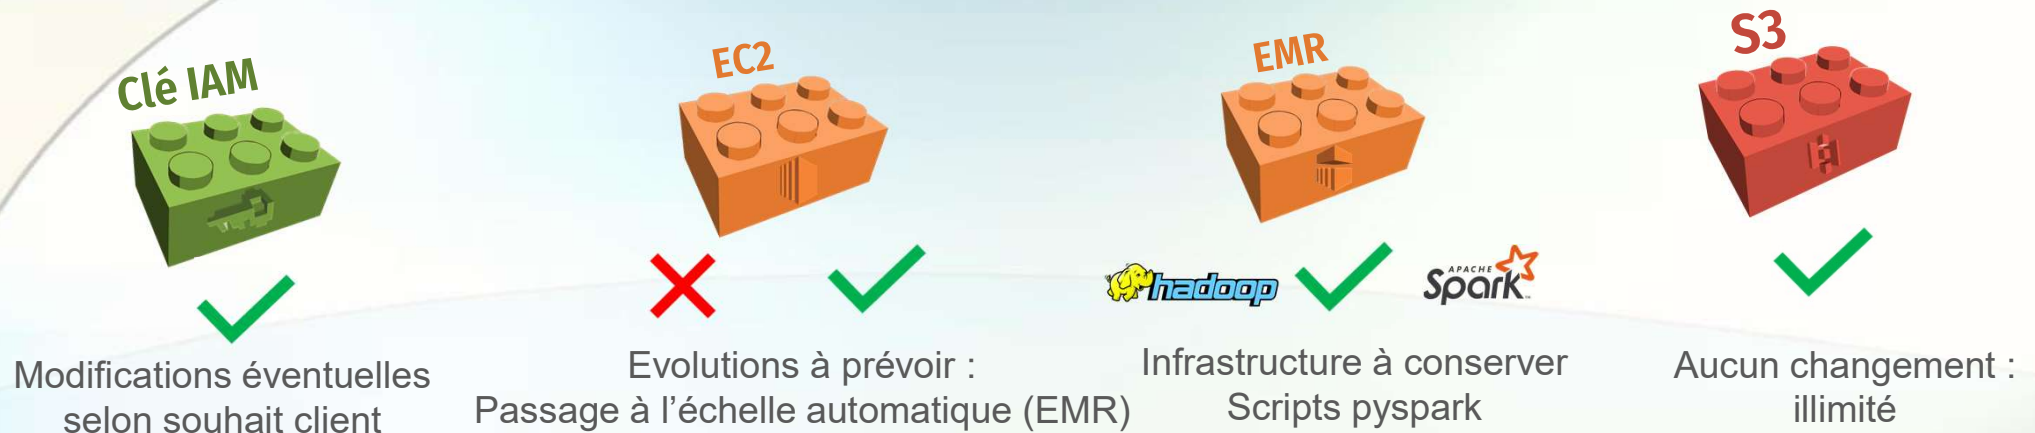 Clé IAM
EC2
EMR
S3
hadoop
APACHE
Spark
Modifications éventuelles
selon souhait client
Evolutions à prévoir :
Passage à l'échelle automatique (EMR)
Infrastructure à conserver
Scripts pyspark
Aucun changement :
illimité